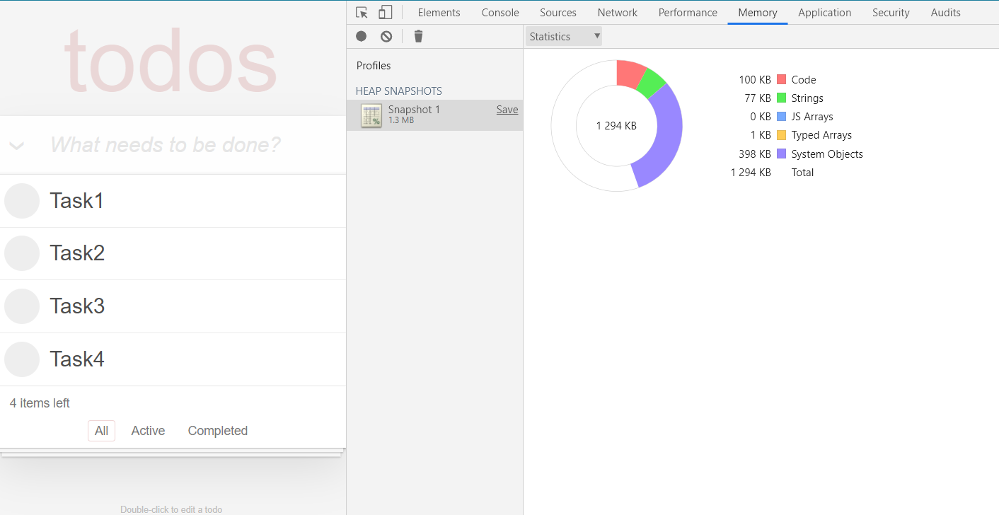 todos
What needs to be done?
Task1
Task2
Task3
Task4
4 items left
All Active Completed
Double-click to edit a todo
Elements Console Sources Network Performance Memory Application Security Audits
Statistics
Profiles
HEAP SNAPSHOTS
Snapshot 1 Save
1.3 MB
1 294 KB
100 KB Code
77 KB Strings
0 KB JS Arrays
1 KB Typed Arrays
398 KB System Objects
1 294 KB Total